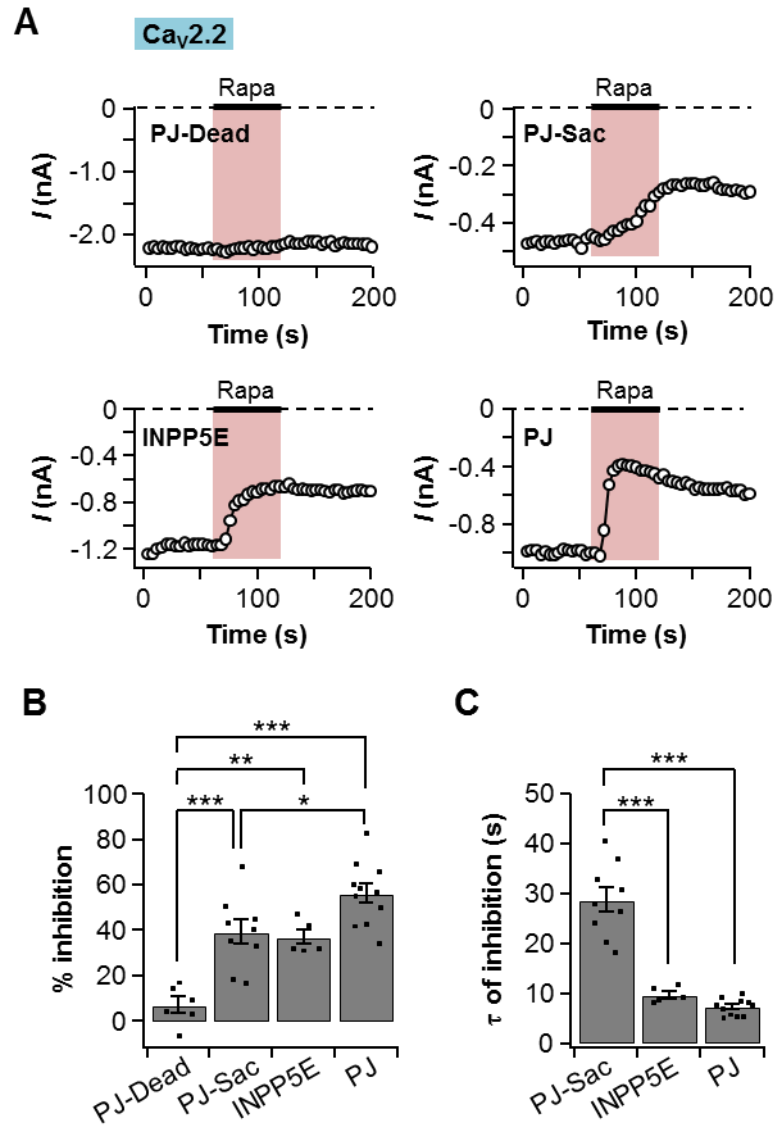 A
Cav2.2
Rapa
PJ-Dead
0
-1.0
-2.0
I (nA)
0
100
200
Time (s)
Rapa
PJ-Sac
0
-0.2
-0.4
I (nA)
0
100
200
Time (s)
Rapa
INPP5E
0
-0.4
-0.8
-1.2
I (nA)
0
100
200
Time (s)
Rapa
PJ
0
-0.4
-0.8
I (nA)
0
100
200
Time (s)
B
***
**
***
*
100
80
60
40
20
0
% inhibition
PJ-Dead
PJ-Sac
INPP5E
PJ
C
***
***
50
40
30
20
10
0
τ of inhibition (s)
PJ-Sac
INPP5E
PJ